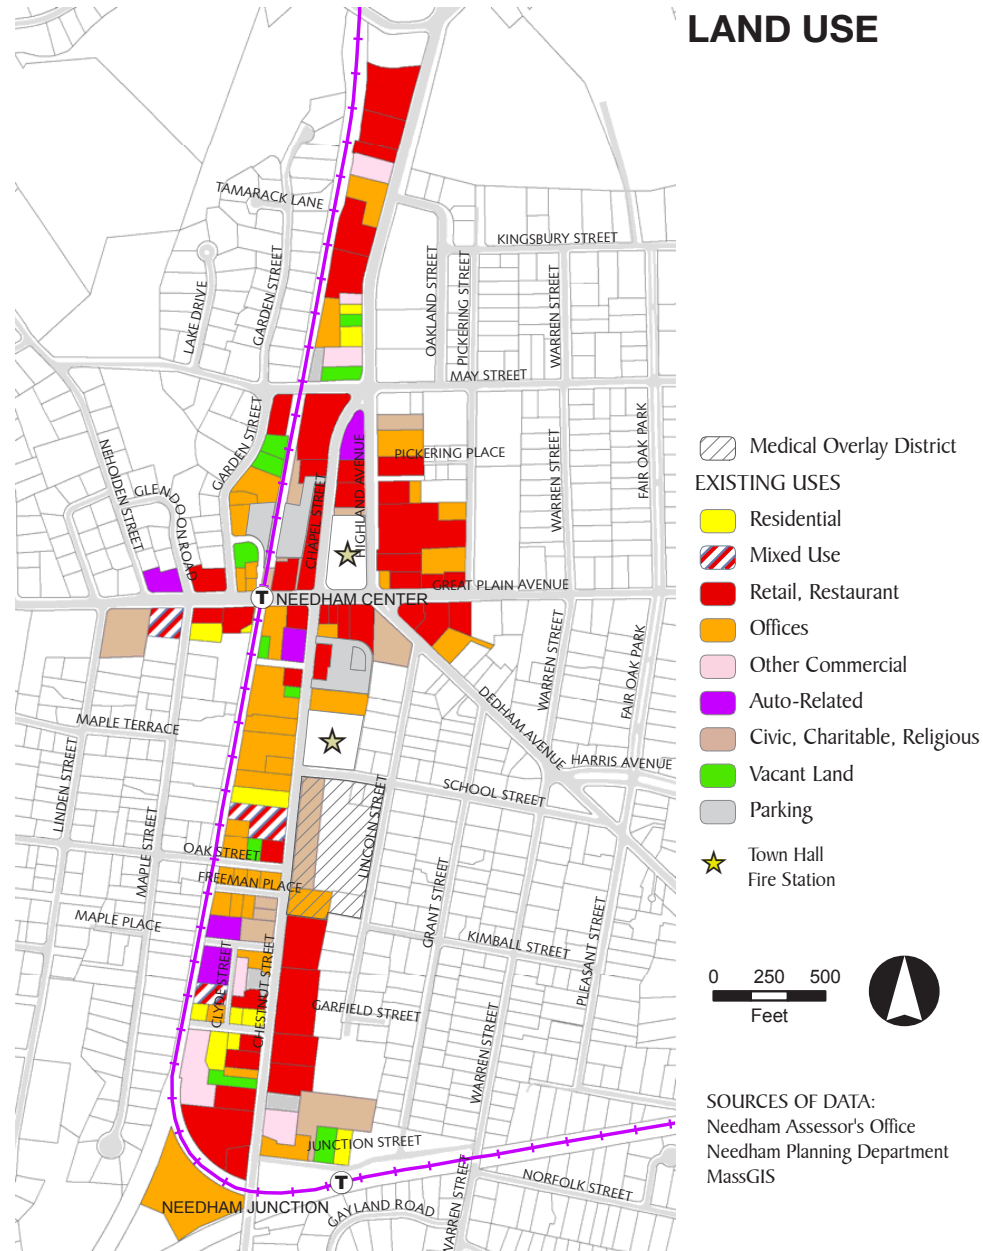 LAND USE
TAMARACK LANE
KINGSBURY STREET
LAKE DRIVE
GARDEN STREET
OAKLAND STREET
PICKERING STREET
WARREN STREET
MAY STREET
NEHOIDEN STREET
GARDEN STREET
GLENDOON ROAD
CHAPEL STREET
HIGHLAND AVENUE
PICKERING PLACE
WARREN STREET
FAIR OAK PARK
GREAT PLAIN AVENUE
T
NEEDHAM CENTER
WARREN STREET
FAIR OAK PARK
DEDHAM AVENUE
HARRIS AVENUE
MAPLE TERRACE
LINDEN STREET
MAPLE STREET
SCHOOL STREET
LINCOLN STREET
OAK STREET
FREEMAN PLACE
MAPLE PLACE
GRANT STREET
KIMBALL STREET
PLEASANT STREET
CLYDE STREET
CHESTNUT STREET
GARFIELD STREET
WARREN STREET
JUNCTION STREET
T
NEEDHAM JUNCTION
GAYLAND ROAD
WARREN STREET
NORFOLK STREET
Medical Overlay District
EXISTING USES
Residential
Mixed Use
Retail, Restaurant
Offices
Other Commercial
Auto-Related
Civic, Charitable, Religious
Vacant Land
Parking
Town Hall
Fire Station
0 250 500
Feet
SOURCES OF DATA:
Needham Assessor's Office
Needham Planning Department
MassGIS